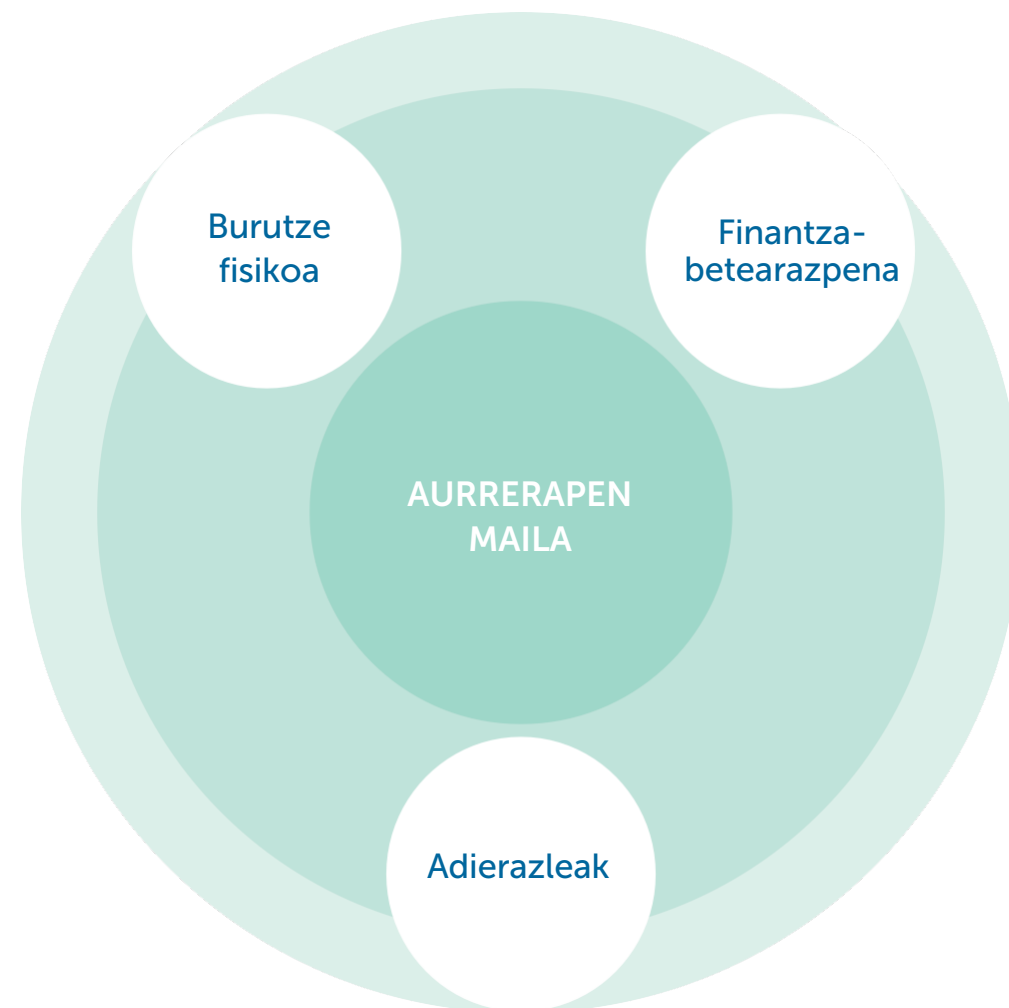 Burutze
fisikoa
Finantza-
betearazpena
AURRERAPEN
MAILA
Adierazleak